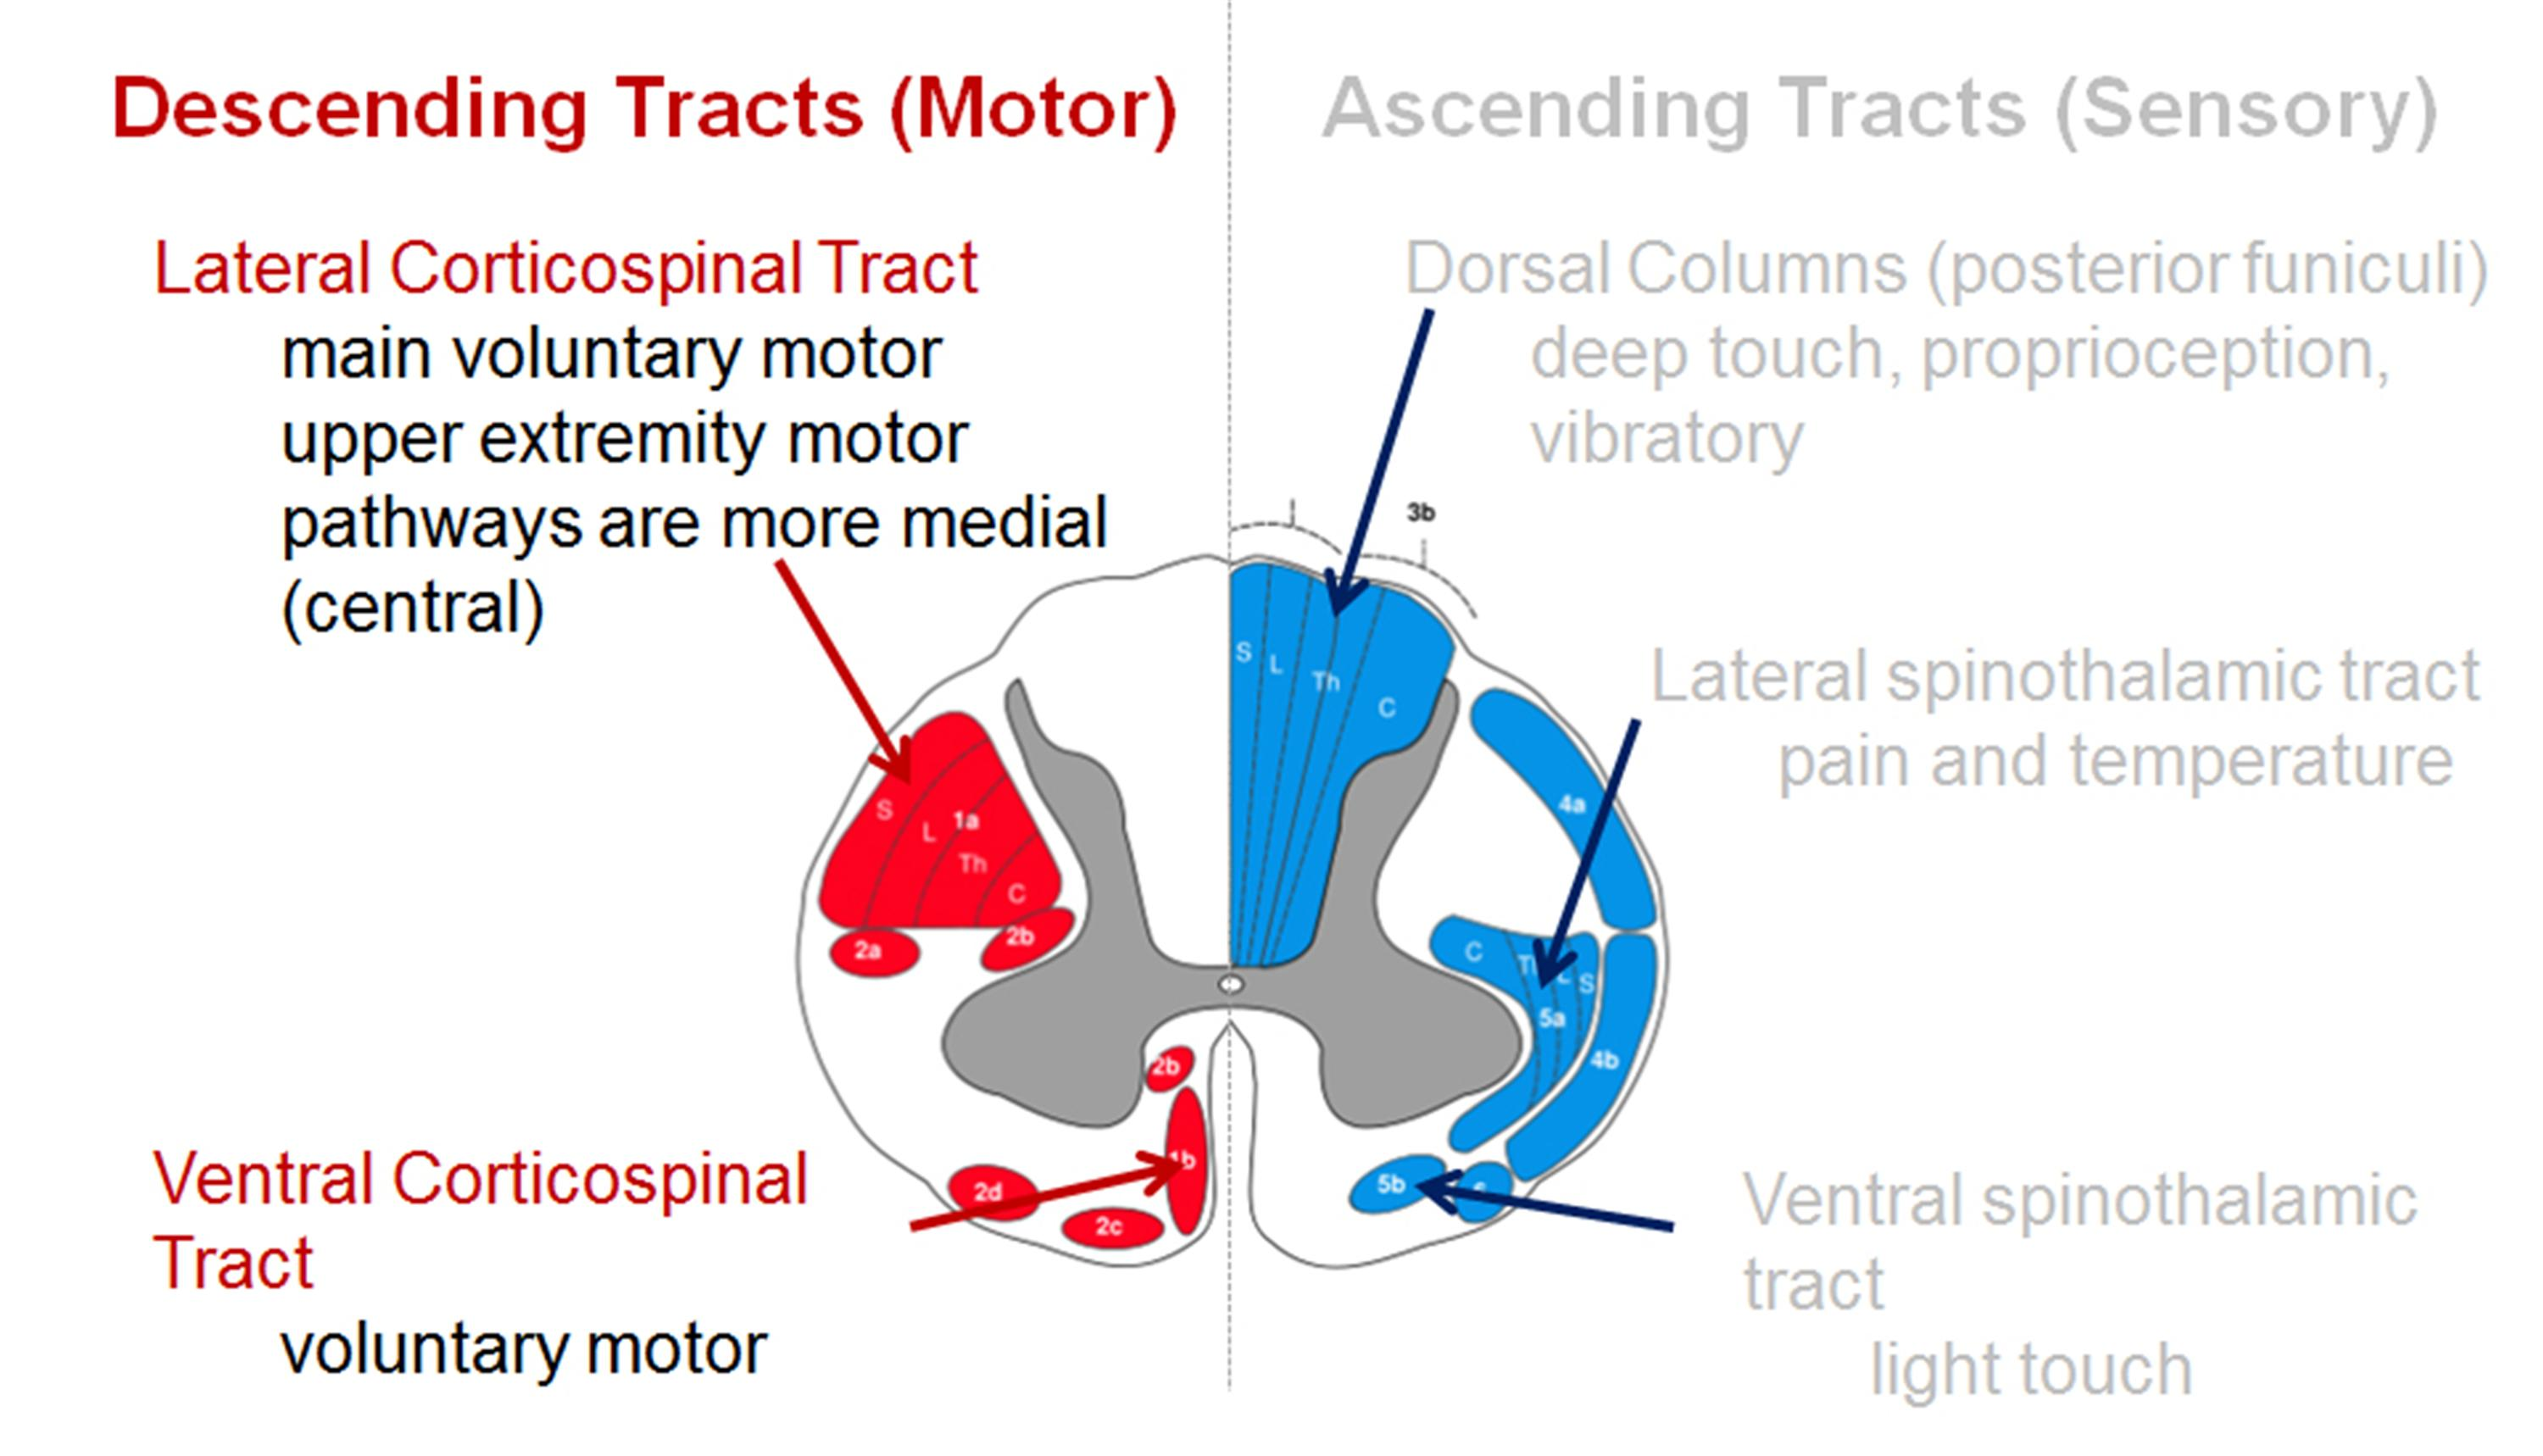 Descending Tracts (Motor)
Lateral Corticospinal Tract
main voluntary motor
upper extremity motor
pathways are more medial
(central)
Ventral Corticospinal
Tract
voluntary motor
Ascending Tracts (Sensory)
Dorsal Columns (posterior funiculi)
deep touch, proprioception,
vibratory
Lateral spinothalamic tract
pain and temperature
Ventral spinothalamic
tract
light touch
3b
S
L
Th
C
S
L
1a
Th
C
2a
2b
2b
1b
2d
2c
4a
C
L
S
5a
4b
5b